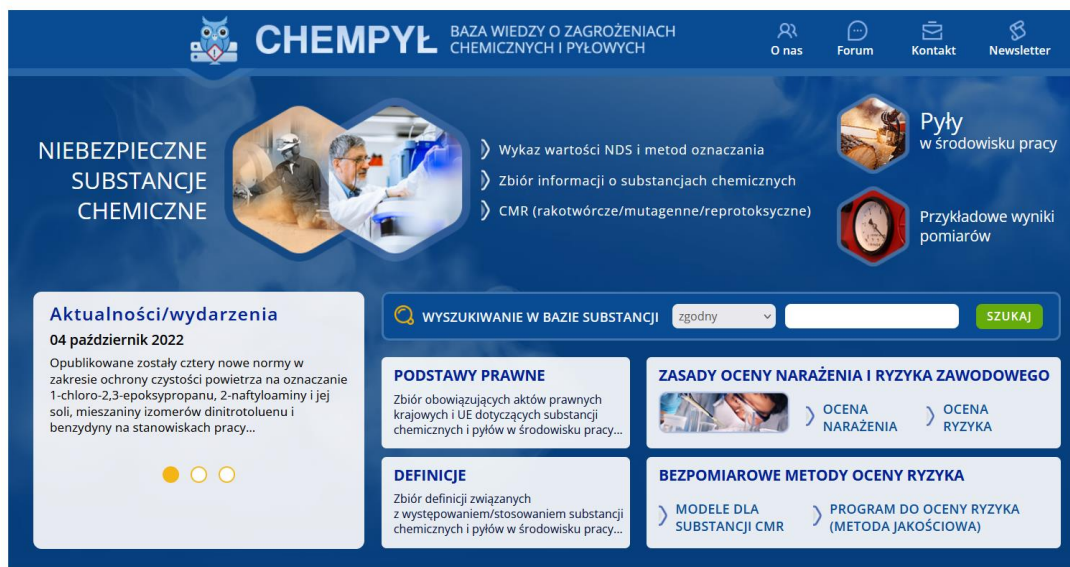 CHEMPYŁ
BAZA WIEDZY O ZAGROŻENIACH
CHEMICZNYCH I PYŁOWYCH
O nas
Forum
Kontakt
Newsletter
NIEBEZPIECZNE
SUBSTANCJE
CHEMICZNE
Wykaz wartości NDS i metod oznaczania
Zbiór informacji o substancjach chemicznych
CMR (rakotwórcze/mutagenne/reprotoksyczne)
Pyły
w środowisku pracy
Przykładowe wyniki
pomiarów
Aktualności/wydarzenia
04 październik 2022
Opublikowane zostały cztery nowe normy w
zakresie ochrony czystości powietrza na oznaczanie
1-chloro-2,3-epoksypropanu, 2-naftyloaminy i jej
soli, mieszaniny izomerów dinitrotoluenu i
benzydyny na stanowiskach pracy...
WYSZUKIWANIE W BAZIE SUBSTANCJI
zgodny
SZUKAJ
PODSTAWY PRAWNE
Zbiór obowiązujących aktów prawnych
krajowych i UE dotyczących substancji
chemicznych i pyłów w środowisku pracy...
ZASADY OCENY NARAŻENIA I RYZYKA ZAWODOWEGO
OCENA
NARAŻENIA
OCENA
RYZYKA
DEFINICJE
Zbiór definicji związanych
z występowaniem/stosowaniem substancji
chemicznych i pyłów w środowisku pracy...
BEZPOMIAROWE METODY OCENY RYZYKA
MODELE DLA
SUBSTANCJI CMR
PROGRAM DO OCENY RYZYKA
(METODA JAKOŚCIOWA)